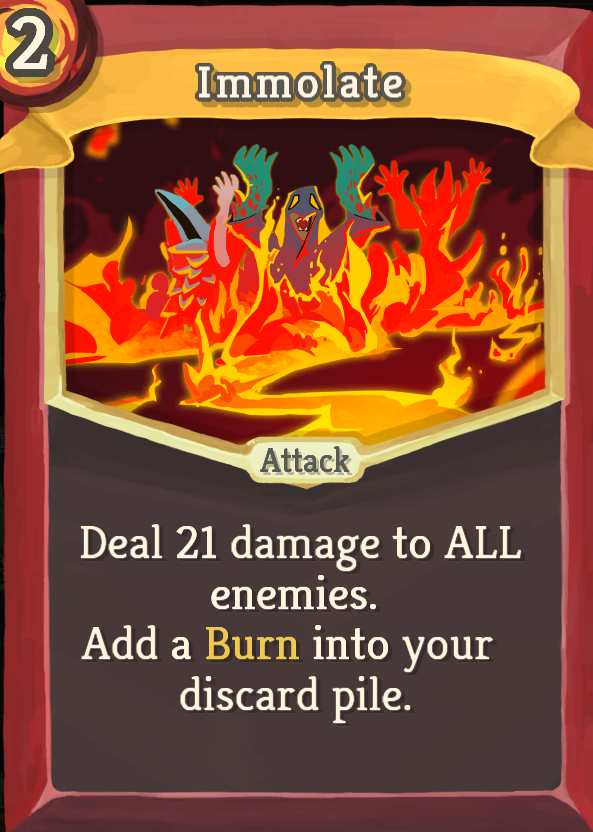 2
Immolate
Attack
Deal 21 damage to ALL
enemies.
Add a Burn into your
discard pile.